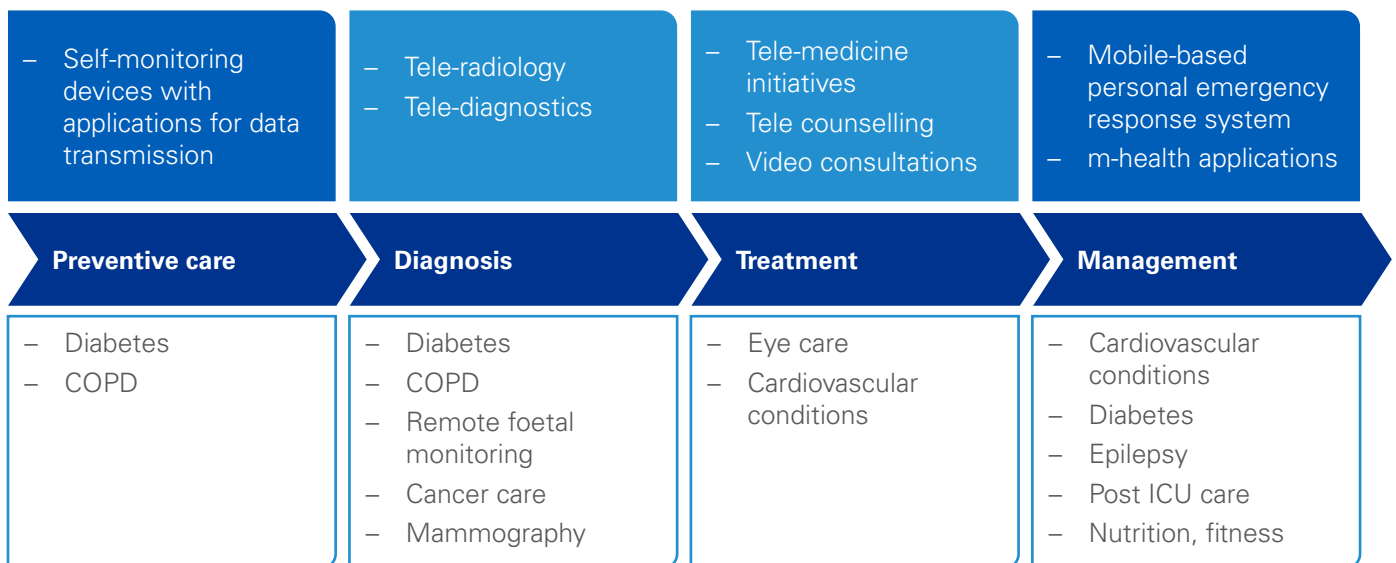 – Self-monitoring
devices with
applications for data
transmission
– Tele-radiology
– Tele-diagnostics
– Tele-medicine
initiatives
– Tele counselling
– Video consultations
– Mobile-based
personal emergency
response system
– m-health applications
Preventive care
Diagnosis
Treatment
Management
– Diabetes
– COPD
– Diabetes
– COPD
– Remote foetal
monitoring
– Cancer care
– Mammography
– Eye care
– Cardiovascular
conditions
– Cardiovascular
conditions
– Diabetes
– Epilepsy
– Post ICU care
– Nutrition, fitness